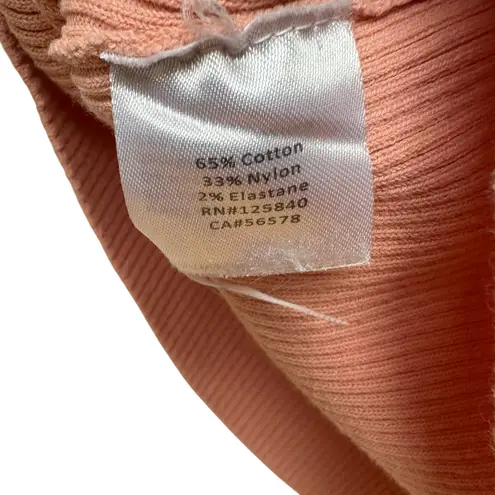 65% Cotton
33% Nylon
2% Elastane
RN#125840
CA#56578